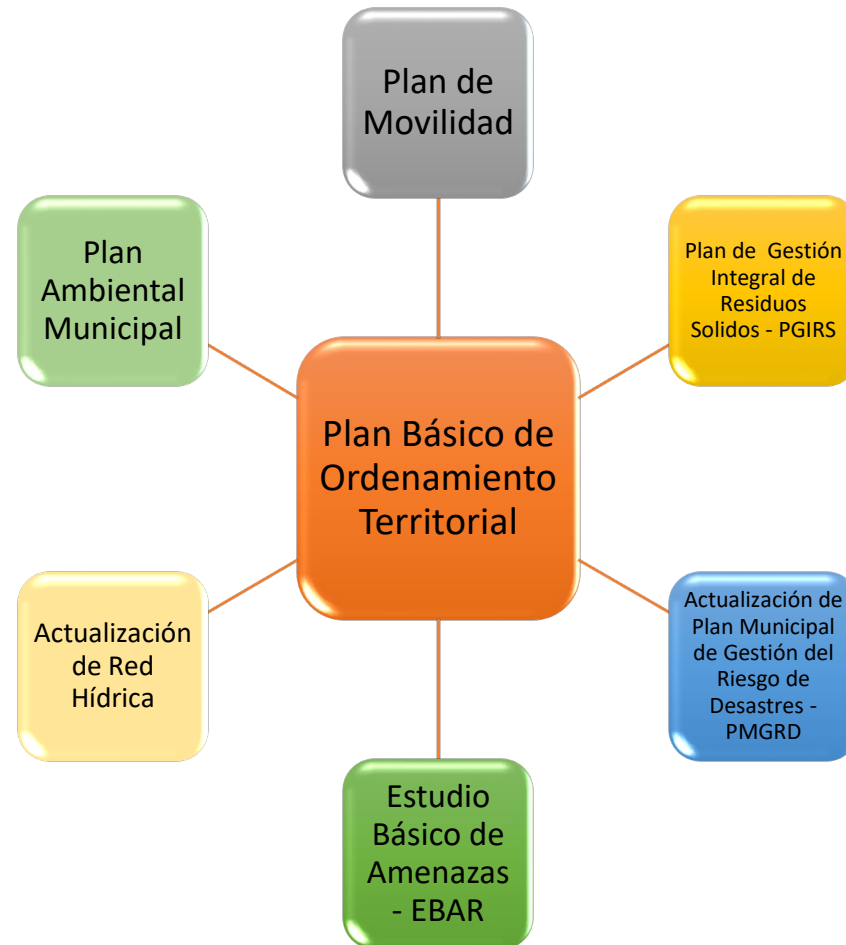 Plan de
Movilidad
Plan
Ambiental
Municipal
Plan de  Gestión
Integral de
Residuos
Solidos - PGIRS
Plan Básico de
Ordenamiento
Territorial
Actualización
de Red
Hídrica
Actualización de
Plan Municipal
de Gestión del
Riesgo de
Desastres -
PMGRD
Estudio
Básico de
Amenazas
- EBAR